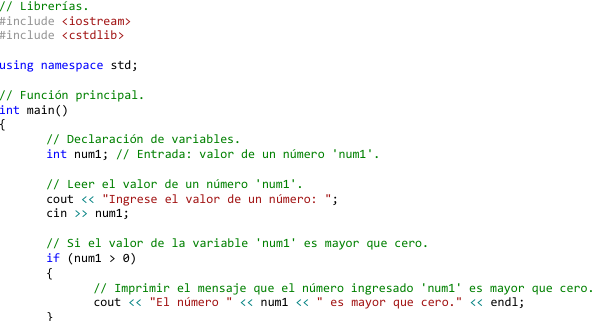 // Librerías.
#include <iostream>
#include <cstdlib>
using namespace std;
// Función principal.
int main()
{
// Declaración de variables.
int num1; // Entrada: valor de un número 'num1'.
// Leer el valor de un número 'num1'.
cout << "Ingrese el valor de un número: ";
cin >> num1;
// Si el valor de la variable 'num1' es mayor que cero.
if (num1 > 0)
{
// Imprimir el mensaje que el número ingresado 'num1' es mayor que cero.
cout << "El número " << num1 << " es mayor que cero." << endl;
}